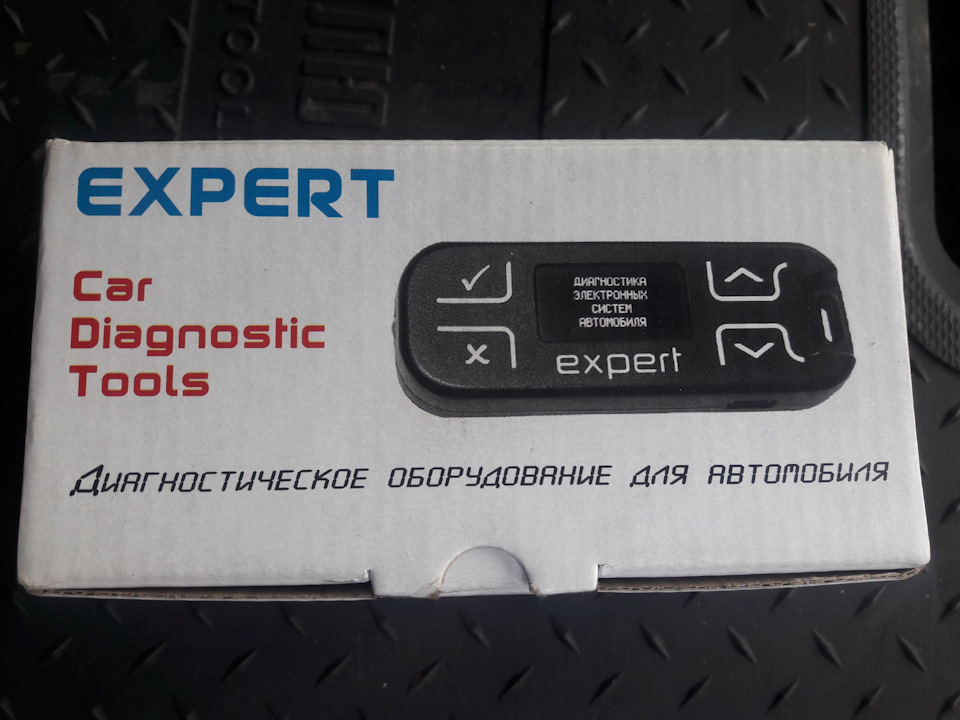 EXPERT
Car
Diagnostic
Tools
ДИАГНОСТИКА
ЭЛЕКТРОННЫХ
СИСТЕМ
АВТОМОБИЛЯ
expert
Диагностическое оборудование для автомобиля